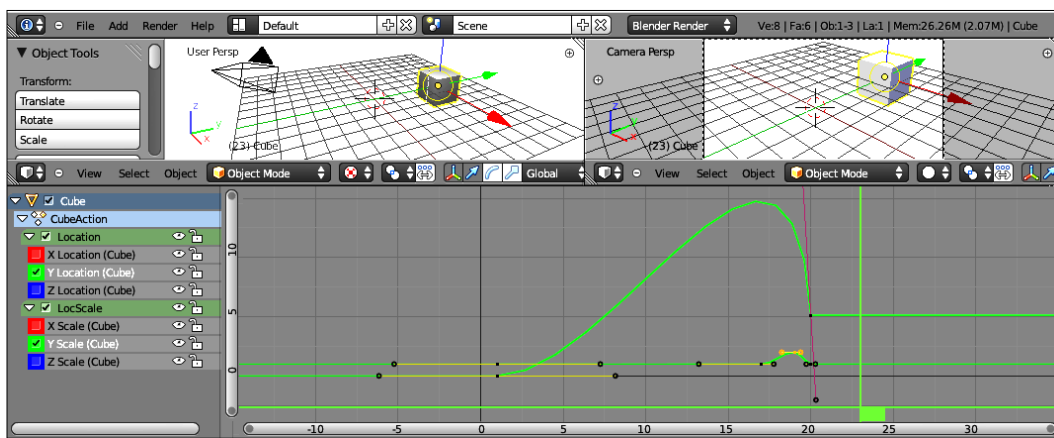 File Add Render Help Default Scene Blender Render Ve:8 | Fa:6 | Ob:1-3 | La:1 | Mem:26.26M (2.07M) | Cube
Object Tools
Transform:
Translate
Rotate
Scale
User Persp
z
y
x
(23) Cube
Camera Persp
z
y
x
(23) Cube
View Select Object Object Mode Global
View Select Object Object Mode
Cube
CubeAction
Location
X Location (Cube)
Y Location (Cube)
Z Location (Cube)
LocScale
X Scale (Cube)
Y Scale (Cube)
Z Scale (Cube)
10
5
0
-10 -5 0 5 10 15 20 25 30